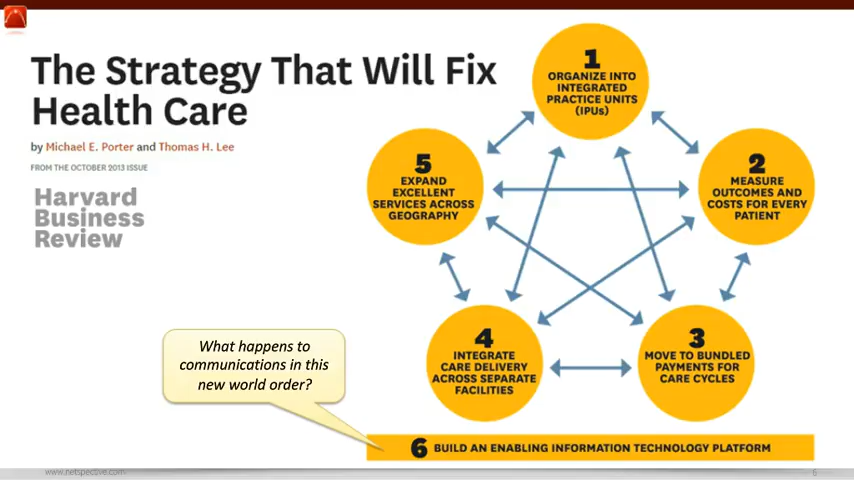 The Strategy That Will Fix
Health Care
by Michael E. Porter and Thomas H. Lee
FROM THE OCTOBER 2013 ISSUE
Harvard
Business
Review
1
ORGANIZE INTO
INTEGRATED
PRACTICE UNITS
(IPUs)
2
MEASURE
OUTCOMES AND
COSTS FOR EVERY
PATIENT
3
MOVE TO BUNDLED
PAYMENTS FOR
CARE CYCLES
4
INTEGRATE
CARE DELIVERY
ACROSS SEPARATE
FACILITIES
5
EXPAND
EXCELLENT
SERVICES ACROSS
GEOGRAPHY
What happens to
communications in this
new world order?
6 BUILD AN ENABLING INFORMATION TECHNOLOGY PLATFORM
www.netspective.com
6